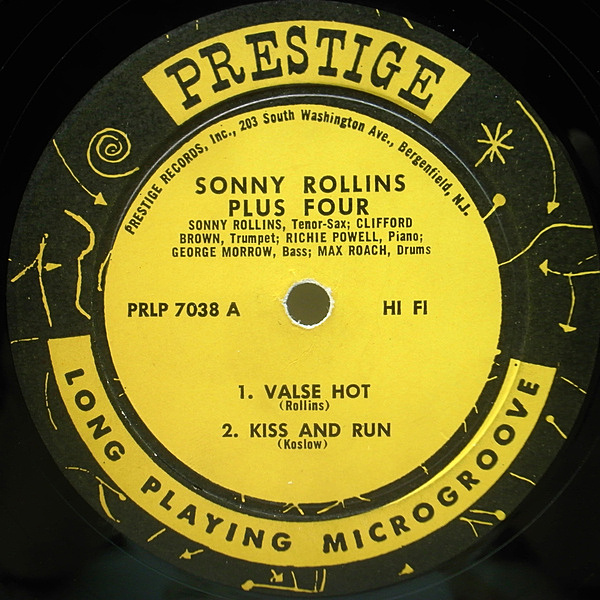 PRESTIGE
PRESTIGE RECORDS, Inc., 203 South Washington Ave., Bergenfield, N.J.
SONNY ROLLINS
PLUS FOUR
SONNY ROLLINS, Tenor-Sax; CLIFFORD
BROWN, Trumpet; RICHIE POWELL, Piano;
GEORGE MORROW, Bass; MAX ROACH, Drums
PRLP 7038 A HI FI
1. VALSE HOT
(Rollins)
2. KISS AND RUN
(Koslow)
LONG PLAYING MICROGROOVE